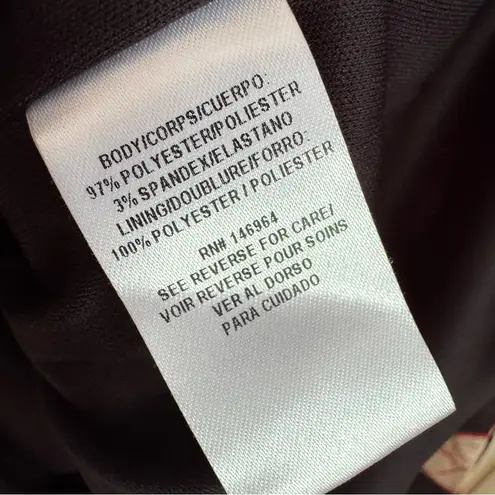 BODY/CORPS/CUERPO:
97% POLYESTER/POLIESTER
3% SPANDEX/ELASTANO
LINING/DOUBLURE/FORRO:
100% POLYESTER / POLIESTER
RN# 146964
SEE REVERSE FOR CARE/
VOIR REVERSE POUR SOINS
VER AL DORSO
PARA CUIDADO